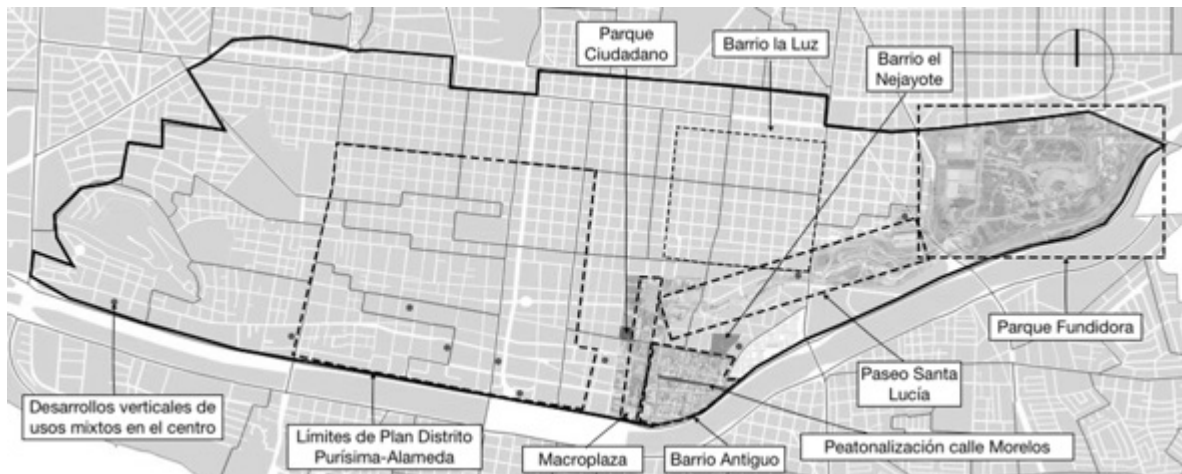 Parque
Ciudadano
Barrio la Luz
Barrio el
Nejayote
Parque Fundidora
Paseo Santa
Lucía
Desarrollos verticales de
usos mixtos en el centro
Límites de Plan Distrito
Purísima-Alameda
Macroplaza
Barrio Antiguo
Peatonalización calle Morelos